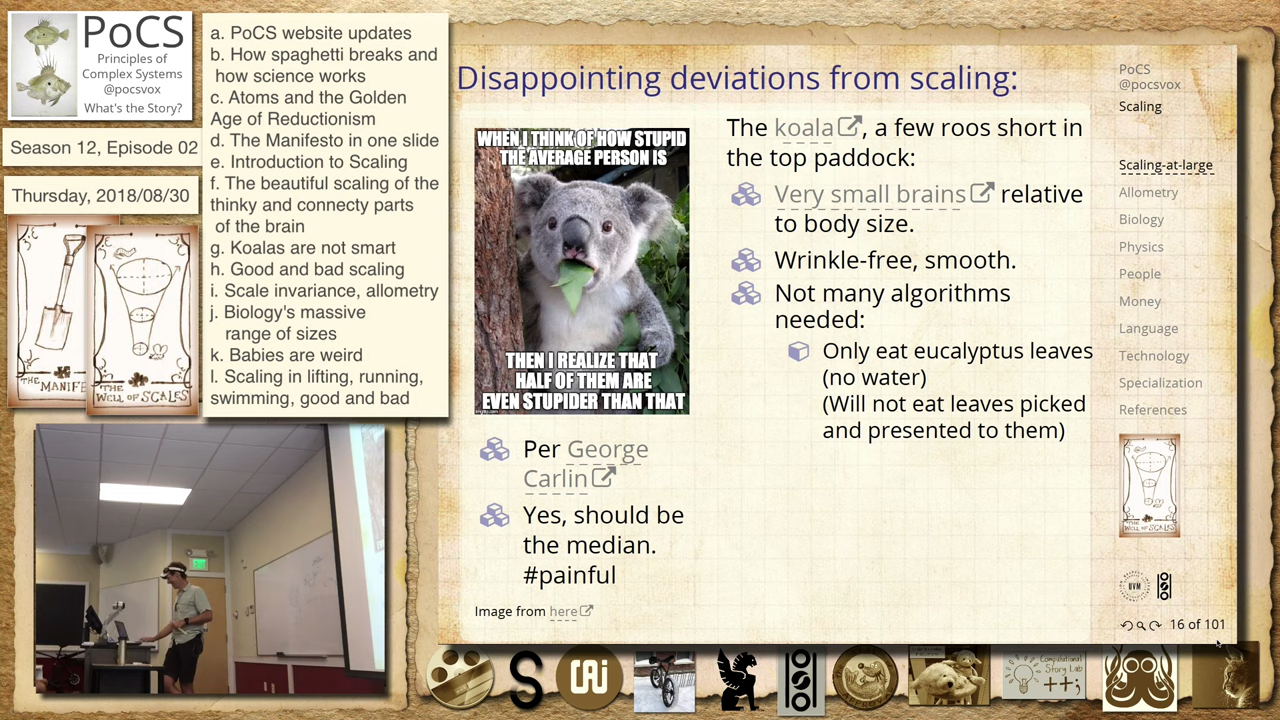 PoCS
Principles of
Complex Systems
@pocsvox
What's the Story?
Season 12, Episode 02
Thursday, 2018/08/30
THE MANIFE
THE
WELL OF SCALES
a. PoCS website updates
b. How spaghetti breaks and
how science works
c. Atoms and the Golden
Age of Reductionism
d. The Manifesto in one slide
e. Introduction to Scaling
f. The beautiful scaling of the
thinky and connecty parts
of the brain
g. Koalas are not smart
h. Good and bad scaling
i. Scale invariance, allometry
j. Biology's massive
range of sizes
k. Babies are weird
l. Scaling in lifting, running,
swimming, good and bad
Disappointing deviations from scaling:
WHEN I THINK OF HOW STUPID
THE AVERAGE PERSON IS
THEN I REALIZE THAT
HALF OF THEM ARE
EVEN STUPIDER THAN THAT
Per George
Carlin
Yes, should be
the median.
#painful
Image from here
The koala, a few roos short in
the top paddock:
Very small brains relative
to body size.
Wrinkle-free, smooth.
Not many algorithms
needed:
Only eat eucalyptus leaves
(no water)
(Will not eat leaves picked
and presented to them)
PoCS
@pocsvox
Scaling
Scaling-at-large
Allometry
Biology
Physics
People
Money
Language
Technology
Specialization
References
THE
WELL OF SCALES
UVM
16 of 101
Computational
Story Lab
++;